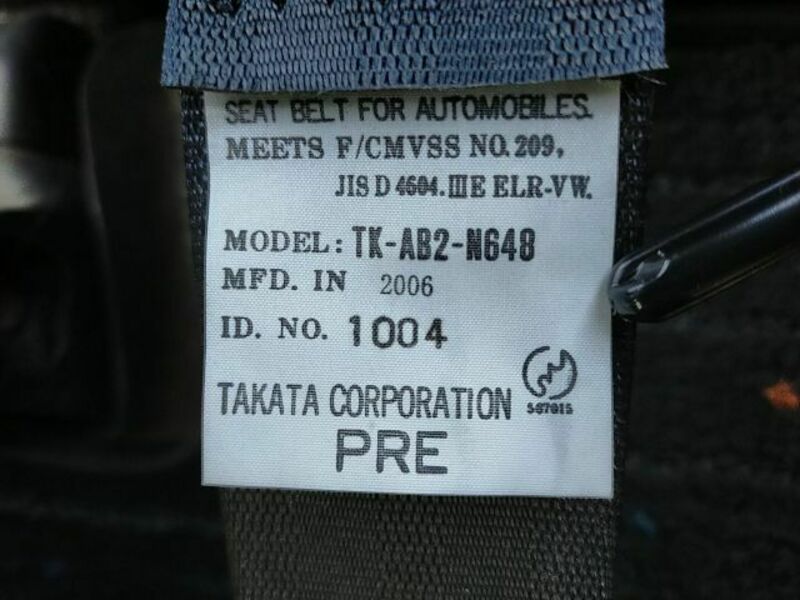 SEAT BELT FOR AUTOMOBILES.
MEETS F/CMVSS NO.209,
JIS D 4604.IIIE ELR-VW.
MODEL: TK-AB2-N648
MFD. IN 2006
ID. NO. 1004
TAKATA CORPORATION
567015
PRE